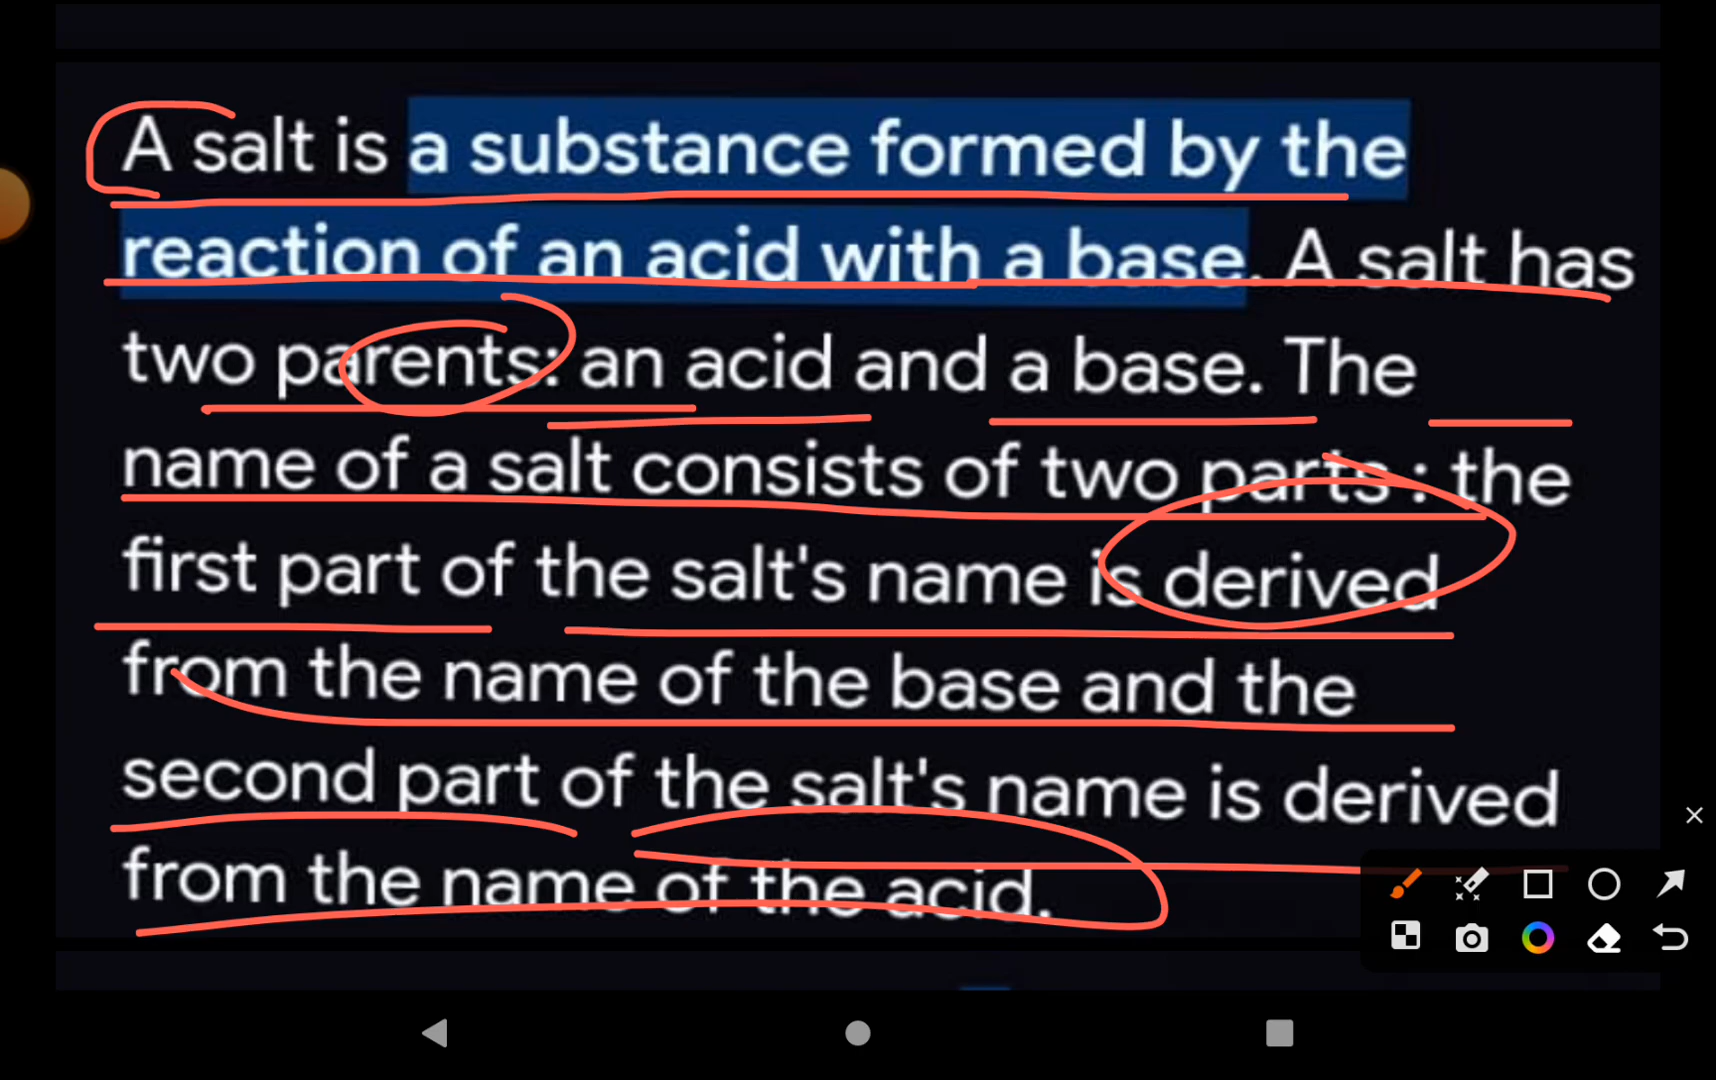 A salt is a substance formed by the
reaction of an acid with a base. A salt has
two parents: an acid and a base. The
name of a salt consists of two parts : the
first part of the salt's name is derived
from the name of the base and the
second part of the salt's name is derived
from the name of the acid.